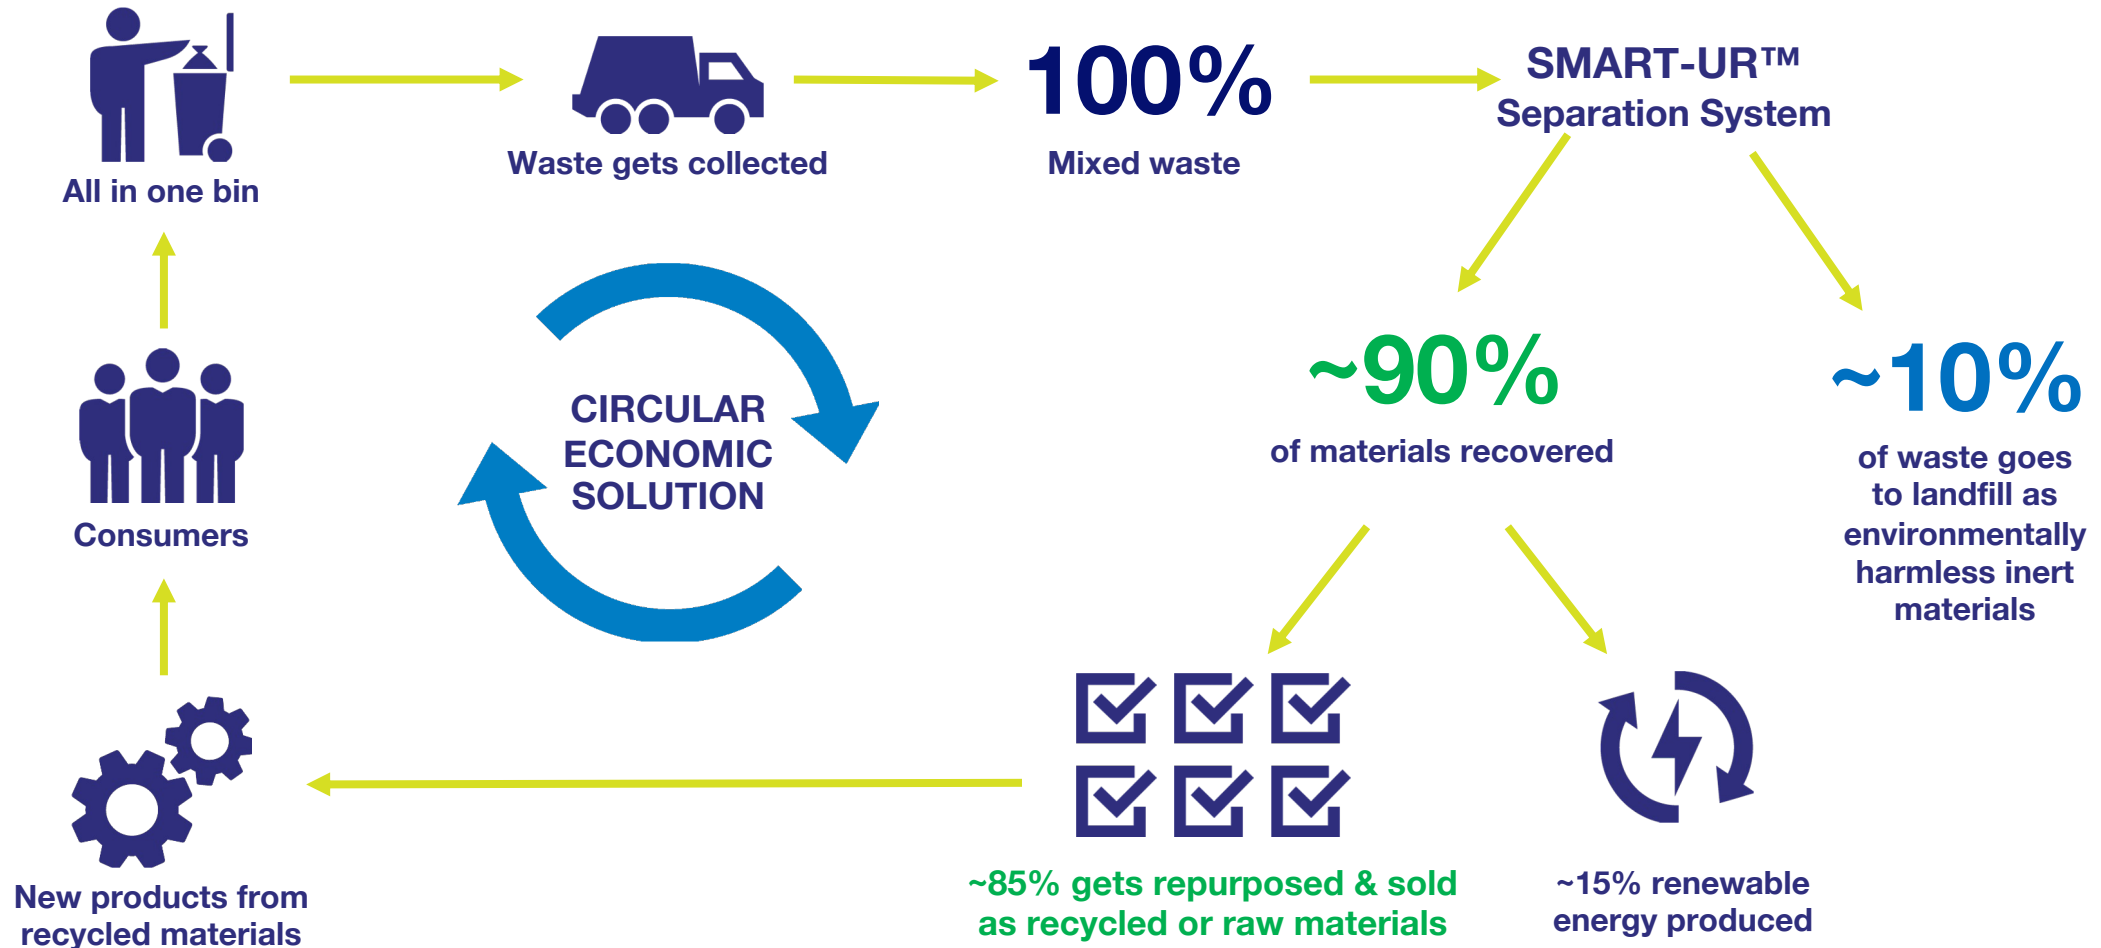 All in one bin
Waste gets collected
100%
Mixed waste
SMART-UR™
Separation System
~90%
of materials recovered
~10%
of waste goes
to landfill as
environmentally
harmless inert
materials
CIRCULAR
ECONOMIC
SOLUTION
Consumers
New products from
recycled materials
~85% gets repurposed & sold
as recycled or raw materials
~15% renewable
energy produced